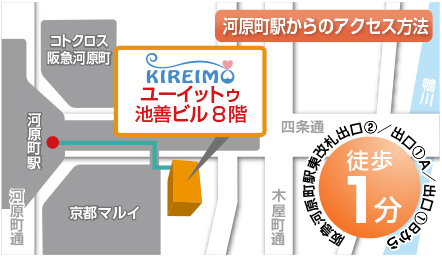 河原町駅からのアクセス方法
コトクロス
阪急河原町
KIREIMO
ユーイットゥ
池善ビル8階
鴨川
河原町駅
四条通
阪急河原町駅東改札出口②/出口①A/出口①Bから
徒歩
1分
京都マルイ
木屋町通
河原町通